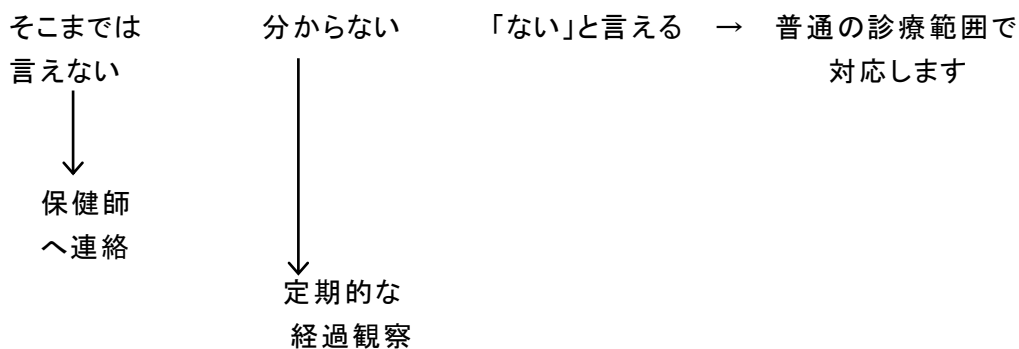 そこまでは
言えない
分からない
「ない」と言える → 普通の診療範囲で
対応します
保健師
へ連絡
定期的な
経過観察